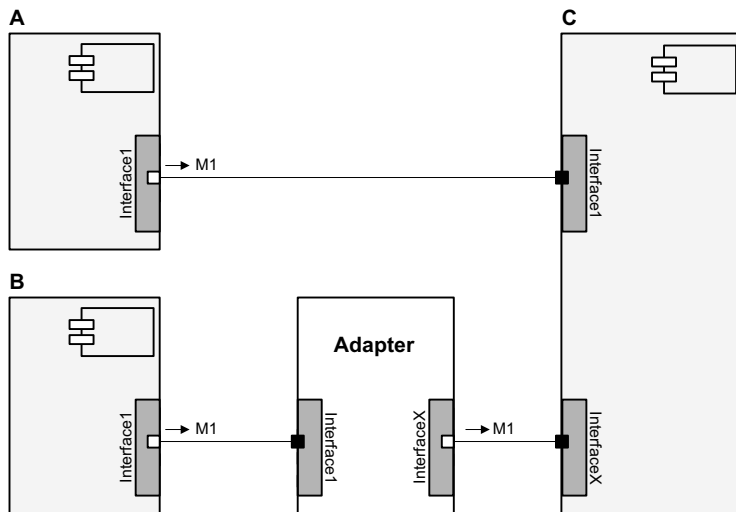 A
C
Interface1
M1
Interface1
B
Adapter
Interface1
M1
Interface1
InterfaceX
M1
InterfaceX